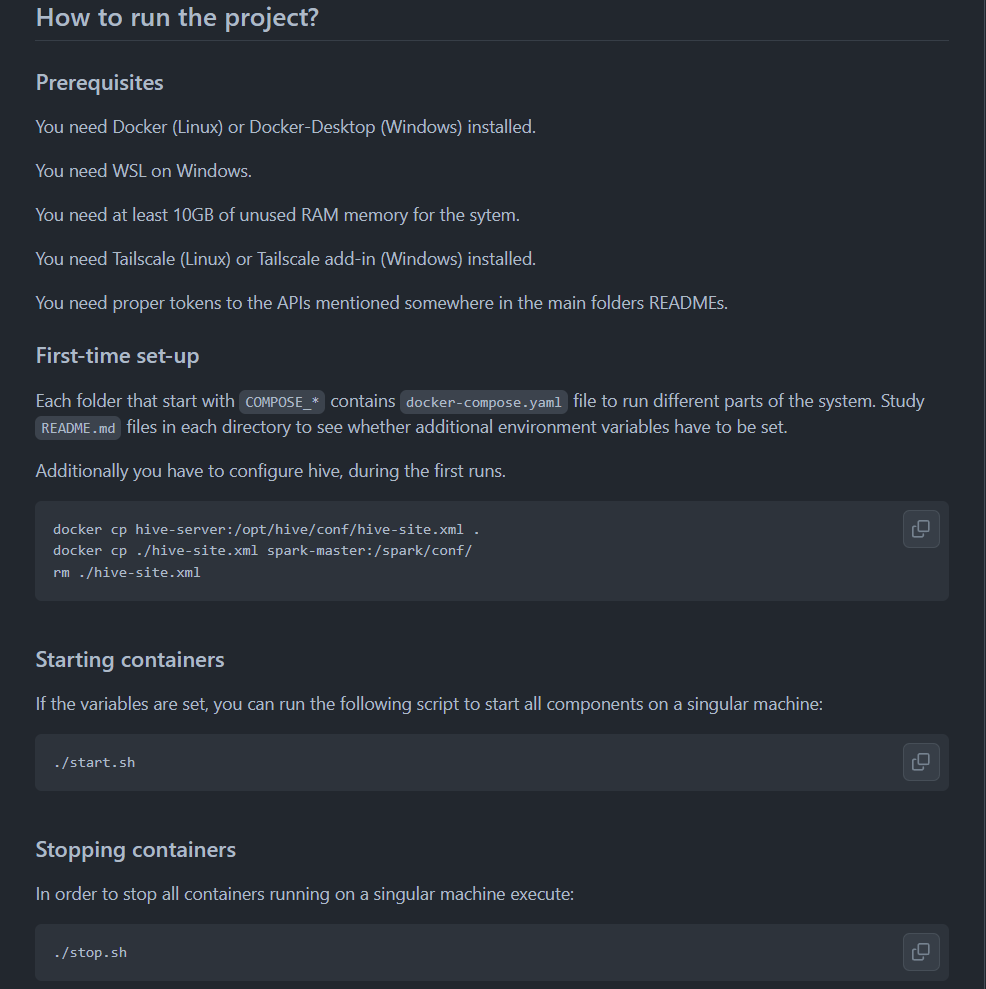 How to run the project?
Prerequisites
You need Docker (Linux) or Docker-Desktop (Windows) installed.
You need WSL on Windows.
You need at least 10GB of unused RAM memory for the sytem.
You need Tailscale (Linux) or Tailscale add-in (Windows) installed.
You need proper tokens to the APIs mentioned somewhere in the main folders READMEs.
First-time set-up
Each folder that start with COMPOSE_* contains docker-compose.yaml file to run different parts of the system. Study
README.md files in each directory to see whether additional environment variables have to be set.
Additionally you have to configure hive, during the first runs.
docker cp hive-server:/opt/hive/conf/hive-site.xml .
docker cp ./hive-site.xml spark-master:/spark/conf/
rm ./hive-site.xml
Starting containers
If the variables are set, you can run the following script to start all components on a singular machine:
./start.sh
Stopping containers
In order to stop all containers running on a singular machine execute:
./stop.sh